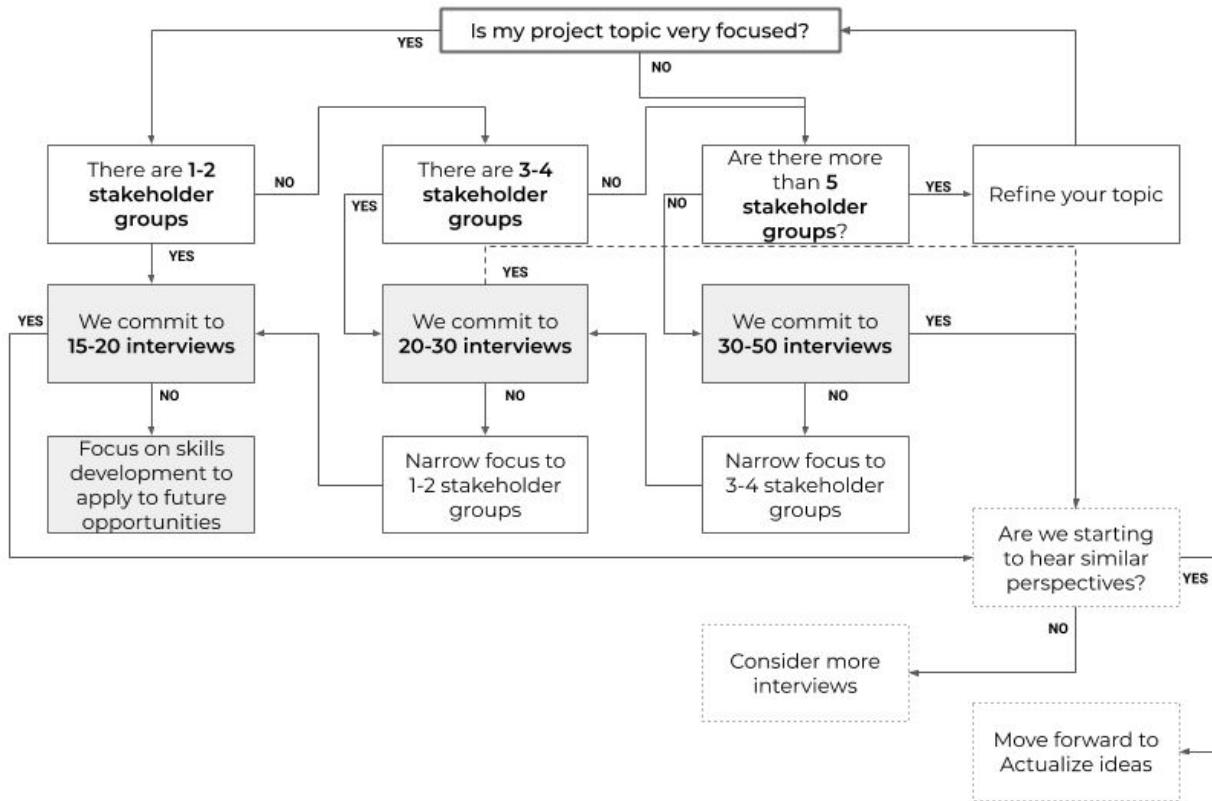 Is my project topic very focused?
YES
NO
There are 1-2
stakeholder
groups
NO
There are 3-4
stakeholder
groups
NO
Are there more
than 5
stakeholder
groups?
YES
Refine your topic
YES
YES
NO
YES
We commit to
15-20 interviews
YES
We commit to
20-30 interviews
We commit to
30-50 interviews
YES
NO
NO
NO
Focus on skills
development to
apply to future
opportunities
Narrow focus to
1-2 stakeholder
groups
Narrow focus to
3-4 stakeholder
groups
Are we starting
to hear similar
perspectives?
YES
NO
Consider more
interviews
Move forward to
Actualize ideas